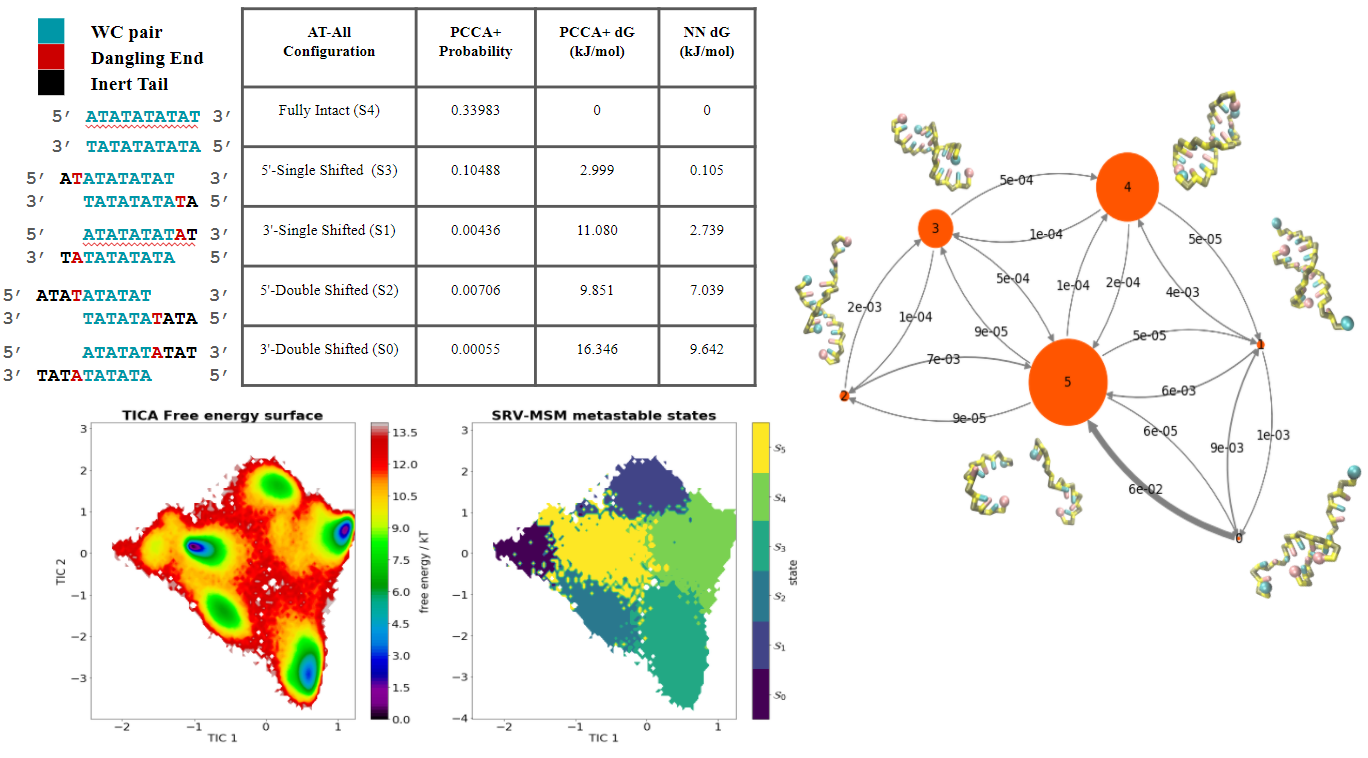 WC pair
Dangling End
Inert Tail
5′ ATATATATAT 3′
3′ TATATATATA 5′
5′ ATATATATAT 3′
3′ TATATATATA 5′
5′ ATATATATAT 3′
3′ TATATATATA 5′
5′ ATATATATAT 3′
3′ TATATATATA 5′
5′ ATATATATAT 3′
3′ TATATATATA 5′
AT-All Configuration PCCA+ Probability PCCA+ dG (kJ/mol) NN dG (kJ/mol)
Fully Intact (S4) 0.33983 0 0
5'-Single Shifted (S3) 0.10488 2.999 0.105
3'-Single Shifted (S1) 0.00436 11.080 2.739
5'-Double Shifted (S2) 0.00706 9.851 7.039
3'-Double Shifted (S0) 0.00055 16.346 9.642
TICA Free energy surface
3
2
1
0
−1
−2
−3
TIC 2
−2 −1 0 1
TIC 1
13.5
12.0
10.5
9.0
7.5
6.0
4.5
3.0
1.5
0.0
free energy / kT
SRV-MSM metastable states
3
2
1
0
−1
−2
−3
−4
−2 −1 0 1
TIC 1
S5
S4
S3
S2
S1
S0
state
4
3
5
2
1
0
5e-04
1e-04
5e-05
5e-04
1e-04
2e-04
4e-03
2e-03
1e-04
9e-05
5e-05
7e-03
6e-03
9e-05
6e-05
9e-03
1e-03
6e-02